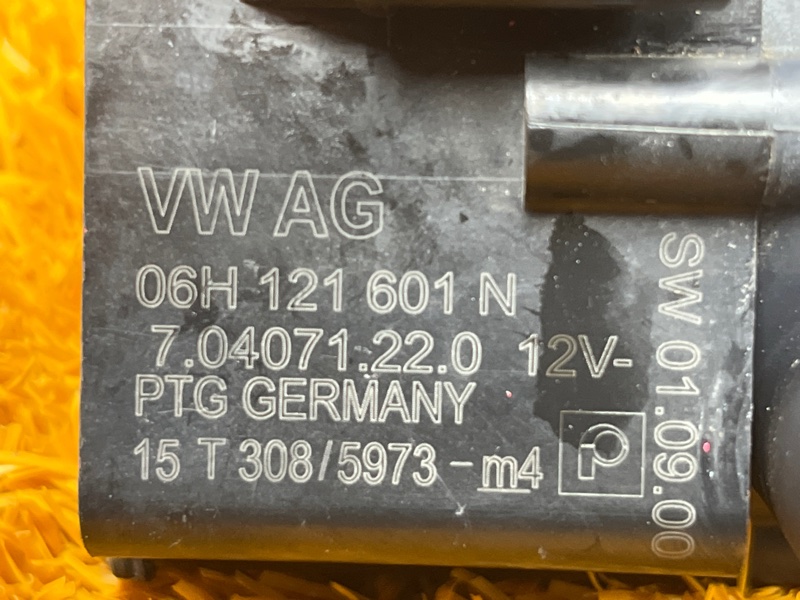 VW AG
06H 121 601 N
7.04071.22.0 12V-
PTG GERMANY
15 T 308/5973-m4
SW 01.09.00